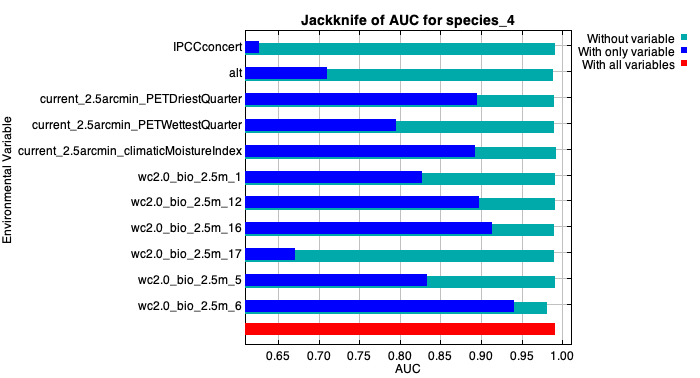 Jackknife of AUC for species_4
Without variable
With only variable
With all variables
Environmental Variable
IPCCconcert
alt
current_2.5arcmin_PETDriestQuarter
current_2.5arcmin_PETWettestQuarter
current_2.5arcmin_climaticMoistureIndex
wc2.0_bio_2.5m_1
wc2.0_bio_2.5m_12
wc2.0_bio_2.5m_16
wc2.0_bio_2.5m_17
wc2.0_bio_2.5m_5
wc2.0_bio_2.5m_6
0.65 0.70 0.75 0.80 0.85 0.90 0.95 1.00
AUC